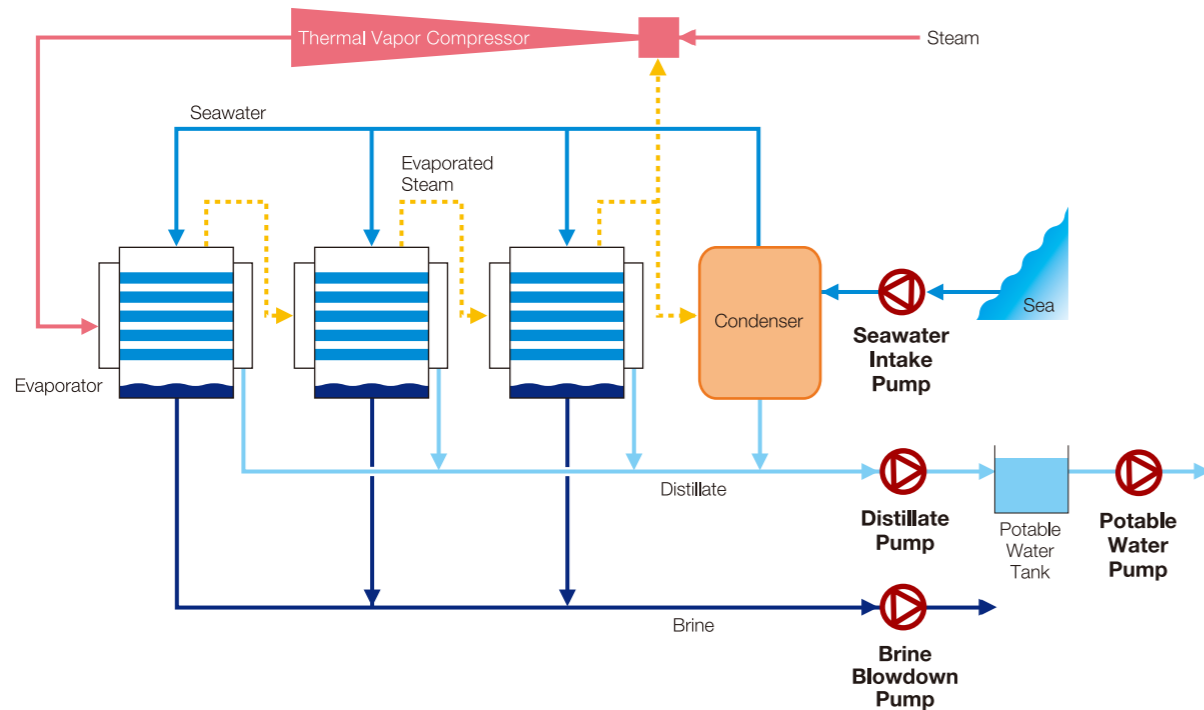 Thermal Vapor Compressor
Steam
Seawater
Evaporated
Steam
Condenser
Sea
Seawater
Intake
Pump
Evaporator
Distillate
Distillate
Pump
Potable
Water
Tank
Potable
Water
Pump
Brine
Brine
Blowdown
Pump